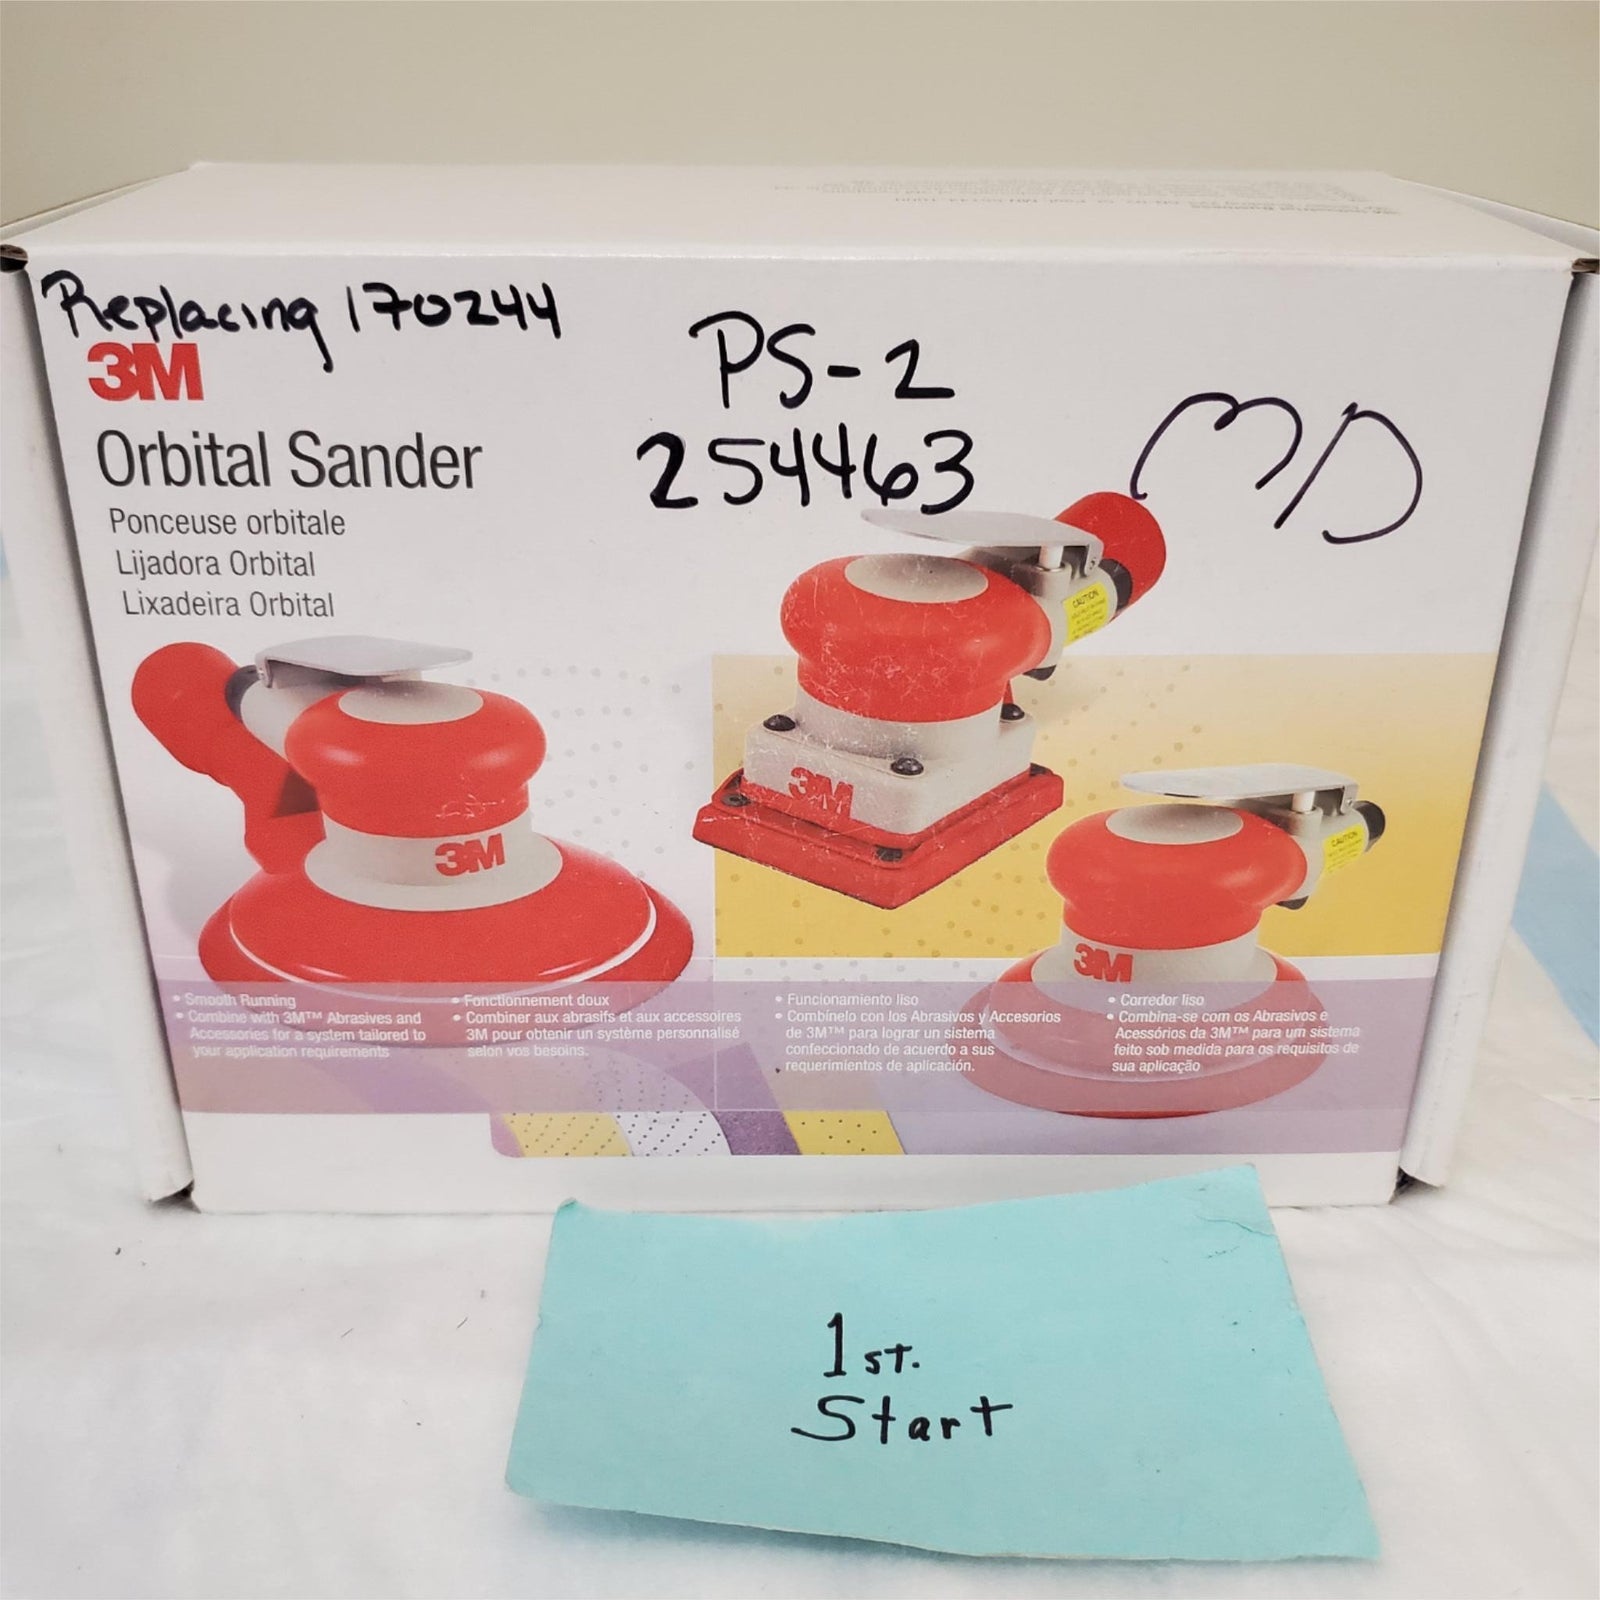 Replacing 170244
3M
Orbital Sander
Ponceuse orbitale
Lijadora Orbital
Lixadeira Orbital
PS-2
254463
MD
CAUTION
3M
3M
CAUTION
3M
• Smooth Running
• Combine with 3M™ Abrasives and
Accessories for a system tailored to
your application requirements
• Fonctionnement doux
• Combiner aux abrasifs et aux accessoires
3M pour obtenir un système personnalisé
selon vos besoins.
• Funcionamiento liso
• Combínelo con los Abrasivos y Accesorios
de 3M™ para lograr un sistema
confeccionado de acuerdo a sus
requerimientos de aplicación.
• Corredor liso
• Combina-se com os Abrasivos e
Acessórios da 3M™ para um sistema
feito sob medida para os requisitos de
sua aplicação
1st.
Start